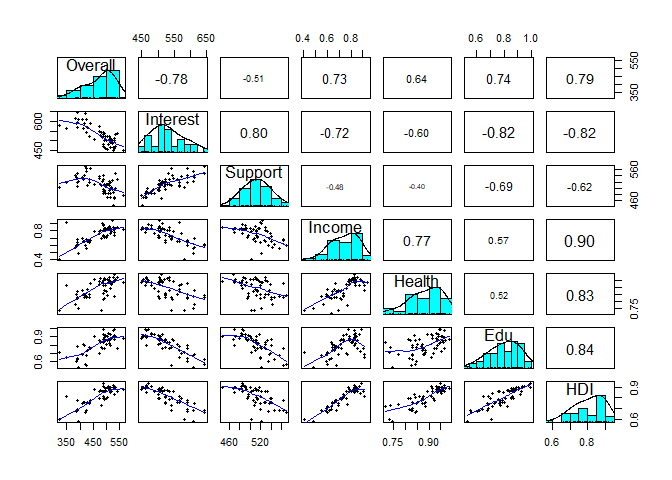 450 550 650 0.4 0.6 0.8 0.6 0.8 1.0
Overall -0.78 -0.51 0.73 0.64 0.74 0.79 350 550
450 600 Interest 0.80 -0.72 -0.60 -0.82 -0.82
Support -0.48 -0.40 -0.69 -0.62 460 560
0.4 0.8 Income 0.77 0.57 0.90
Health 0.52 0.83 0.75
0.6 0.9 Edu 0.84
HDI 0.6 0.9
350 450 550 460 520 0.75 0.90 0.6 0.8